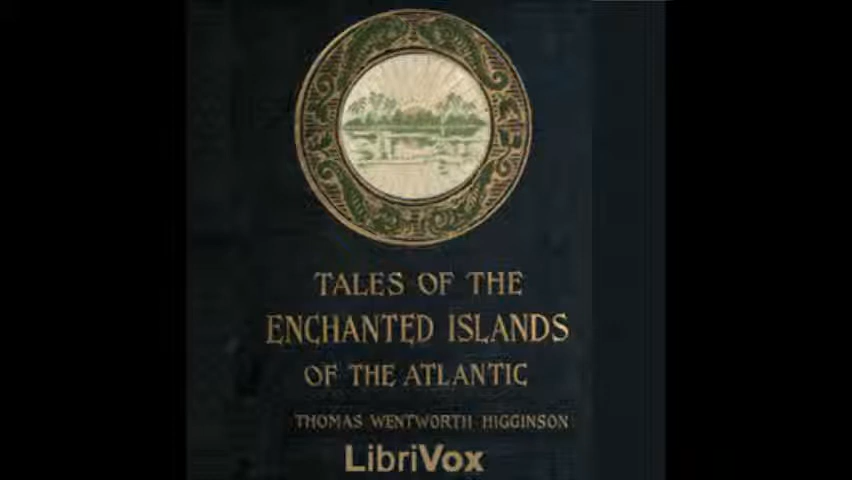 TALES OF THE
ENCHANTED ISLANDS
OF THE ATLANTIC
THOMAS WENTWORTH HIGGINSON
LibriVox